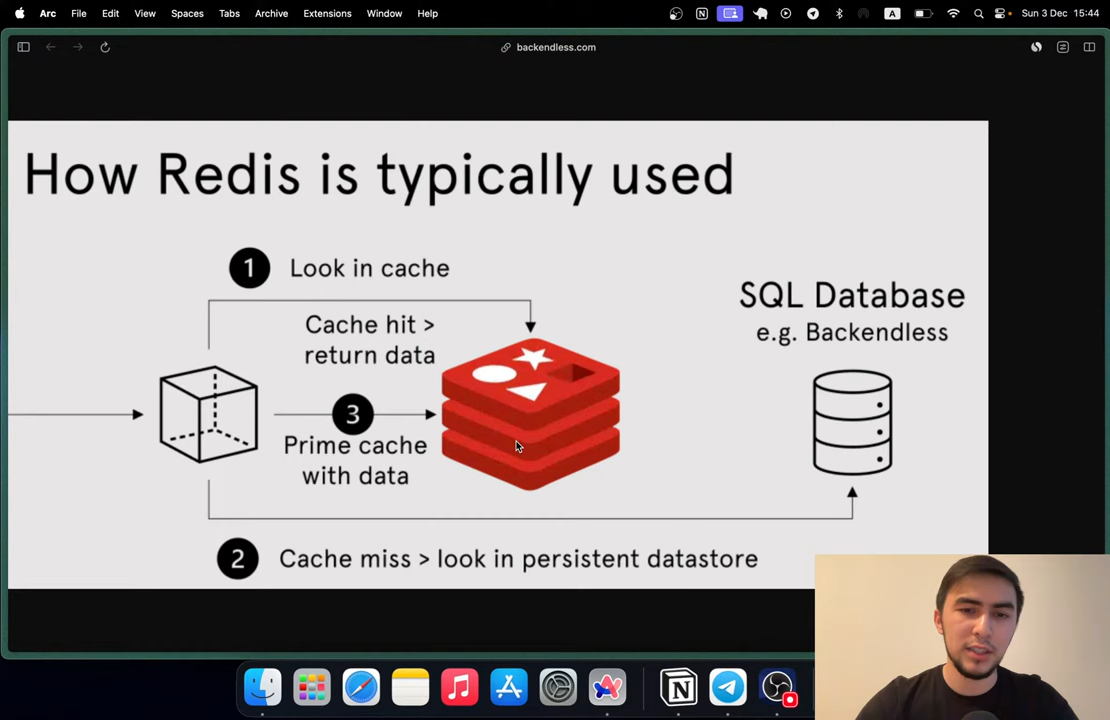 Arc File Edit View Spaces Tabs Archive Extensions Window Help
A
Sun 3 Dec 15:44
backendless.com
How Redis is typically used
1 Look in cache
Cache hit >
return data
3
Prime cache
with data
SQL Database
e.g. Backendless
2 Cache miss > look in persistent datastore